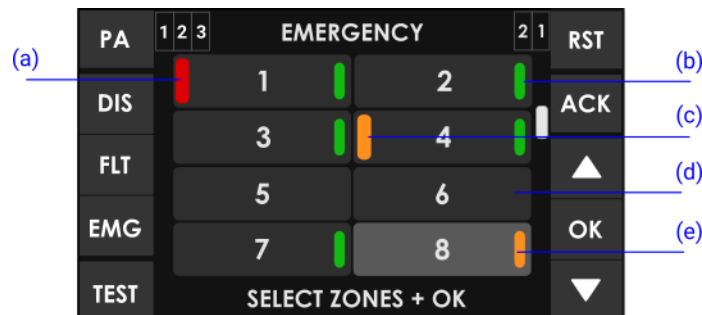 PA
1 2 3
EMERGENCY
2 1
RST
(a)
1
2
(b)
DIS
ACK
(c)
3
4
FLT
5
6
(d)
EMG
OK
(e)
7
8
TEST
SELECT ZONES + OK